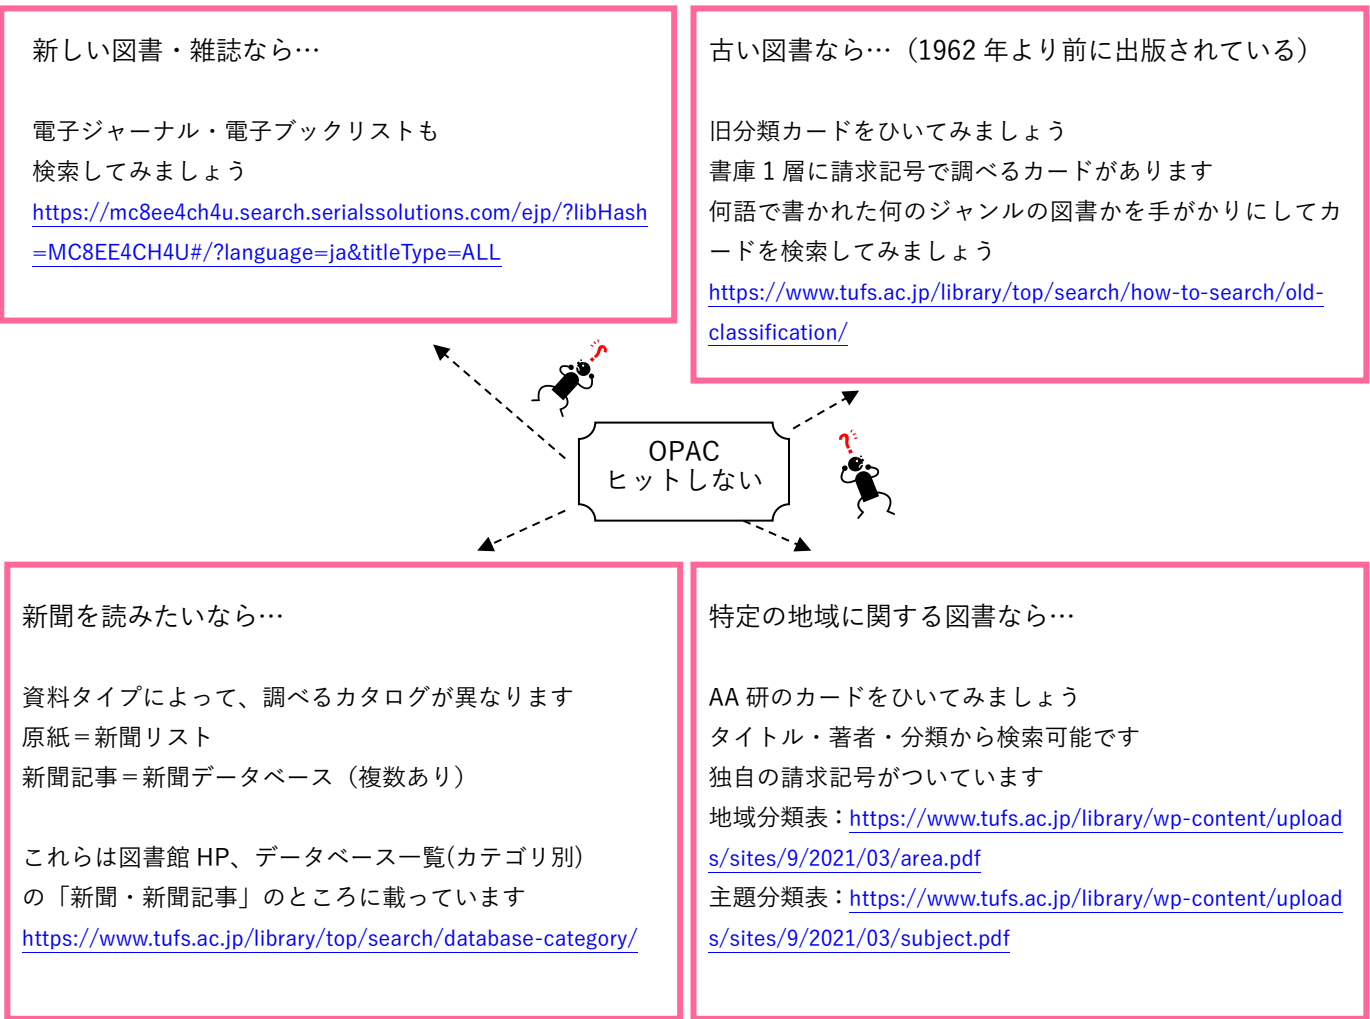 新しい図書・雑誌なら…
電子ジャーナル・電子ブックリストも
検索してみましょう
https://mc8ee4ch4u.search.serialssolutions.com/ejp/?libHash
=MC8EE4CH4U#/?language=ja&titleType=ALL
古い図書なら…（1962 年より前に出版されている）
旧分類カードをひいてみましょう
書庫 1 層に請求記号で調べるカードがあります
何語で書かれた何のジャンルの図書かを手がかりにしてカ
ードを検索してみましょう
https://www.tufs.ac.jp/library/top/search/how-to-search/old-
classification/
OPAC
ヒットしない
新聞を読みたいなら…
資料タイプによって、調べるカタログが異なります
原紙＝新聞リスト
新聞記事＝新聞データベース（複数あり）
これらは図書館 HP、データベース一覧(カテゴリ別)
の「新聞・新聞記事」のところに載っています
https://www.tufs.ac.jp/library/top/search/database-category/
特定の地域に関する図書なら…
AA 研のカードをひいてみましょう
タイトル・著者・分類から検索可能です
独自の請求記号がついています
地域分類表：https://www.tufs.ac.jp/library/wp-content/upload
s/sites/9/2021/03/area.pdf
主題分類表：https://www.tufs.ac.jp/library/wp-content/upload
s/sites/9/2021/03/subject.pdf